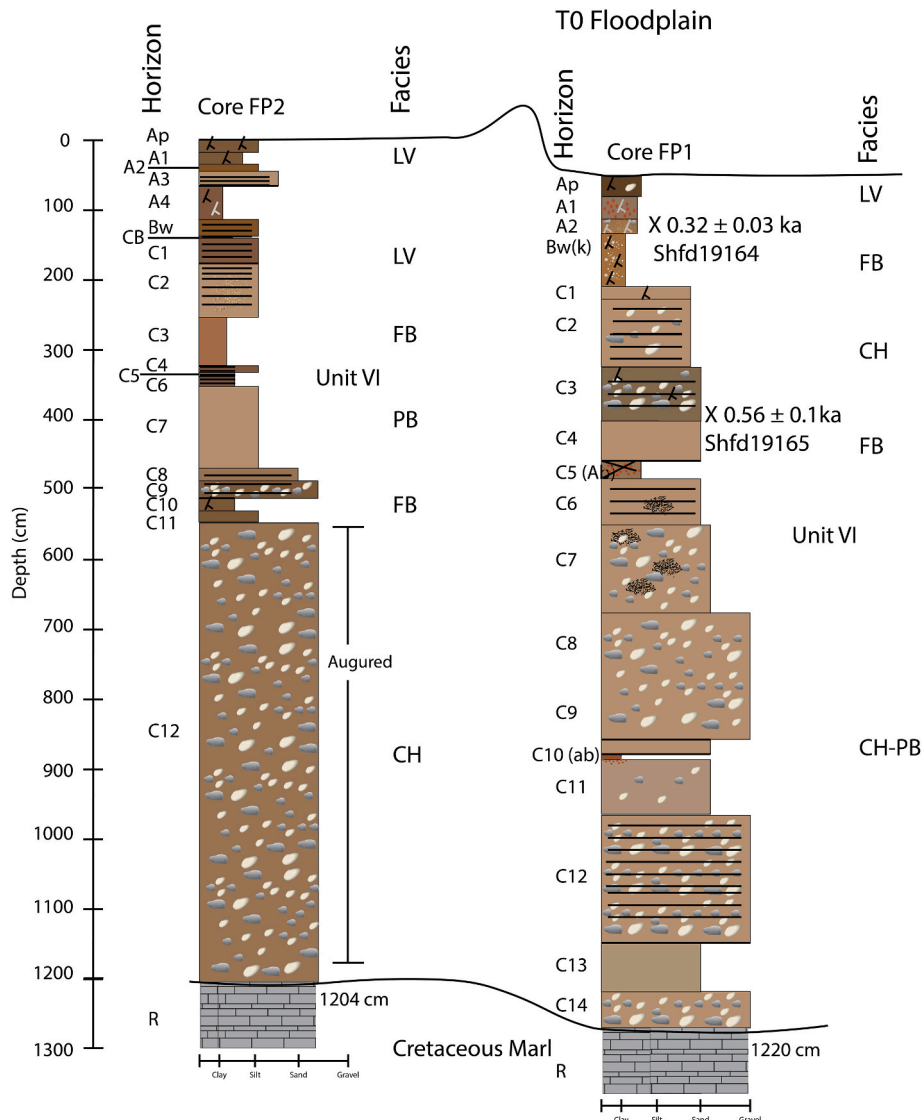 T0 Floodplain
Horizon
Core FP2
Facies
Horizon
Core FP1
Facies
Depth (cm)
0
100
200
300
400
500
600
700
800
900
1000
1100
1200
1300
Ap
A1
A2
A3
A4
Bw
CB
C1
C2
C3
C4
C5
C6
C7
C8
C9
C10
C11
C12
R
LV
LV
FB
PB
FB
CH
Unit VI
Augured
1204 cm
Clay
Silt
Sand
Gravel
Cretaceous Marl
Ap
A1
A2
Bw(k)
C1
C2
C3
C4
C5 (Ab)
C6
C7
C8
C9
C10 (ab)
C11
C12
C13
C14
R
X 0.32 ± 0.03 ka
Shfd19164
X 0.56 ± 0.1ka
Shfd19165
LV
FB
CH
FB
Unit VI
CH-PB
1220 cm
Clay
Silt
Sand
Gravel